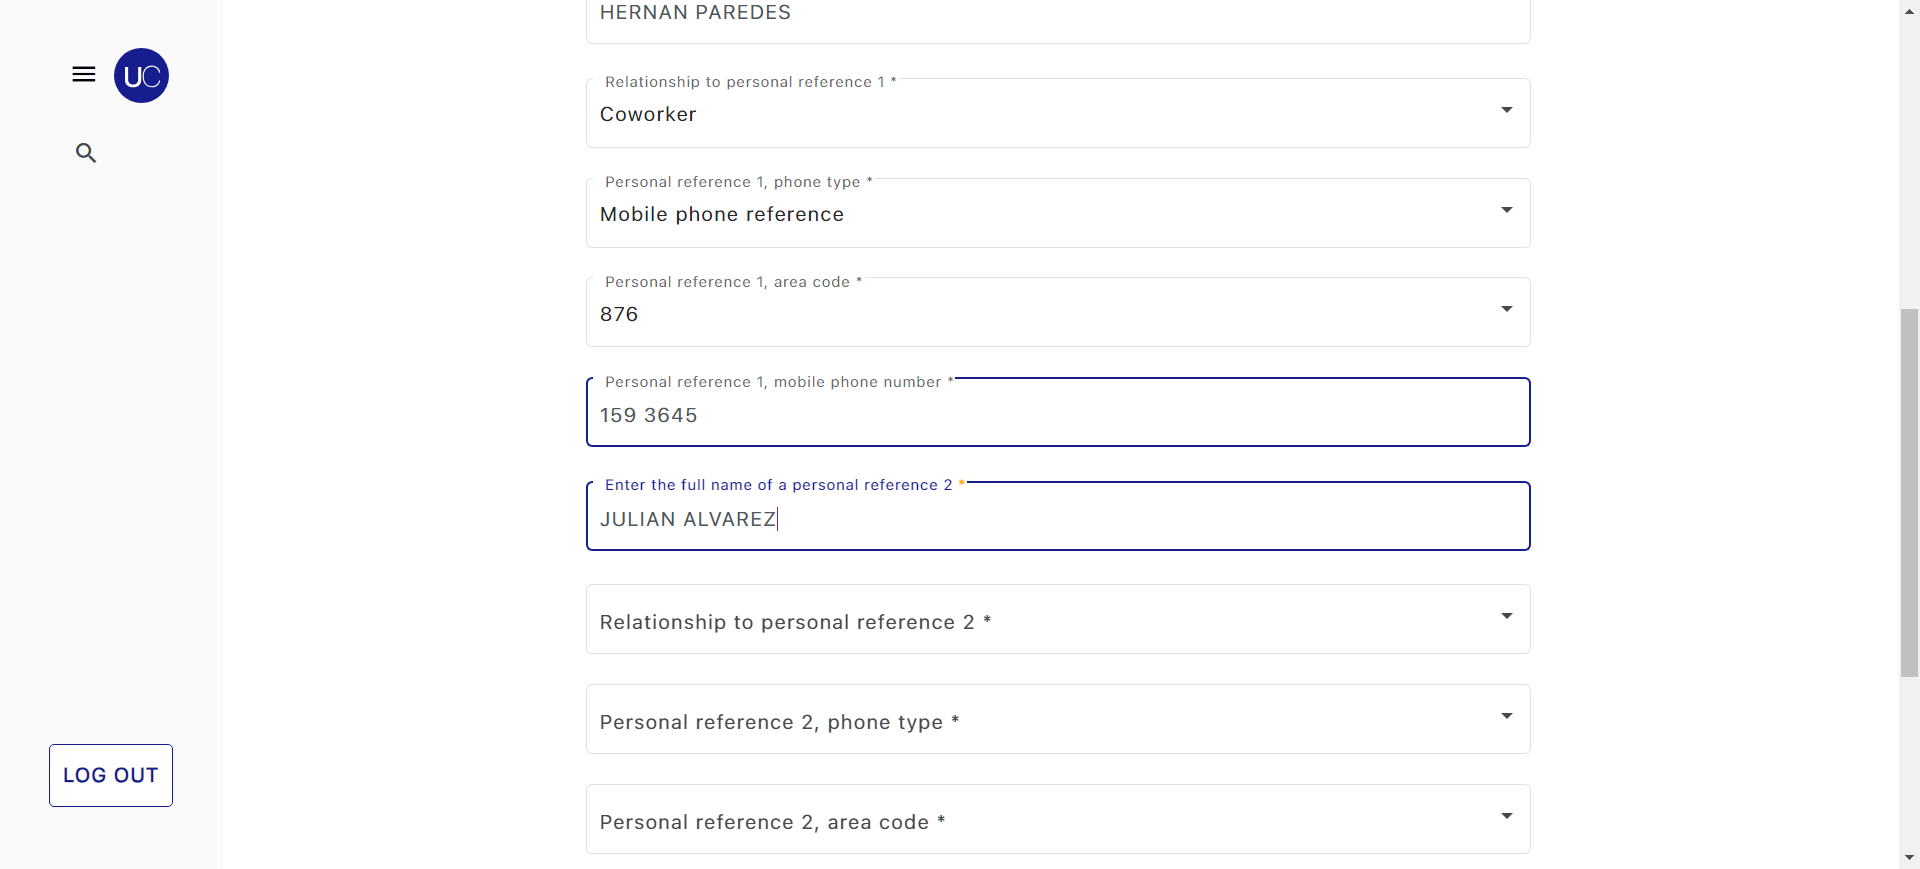 HERNAN PAREDES
UC
Relationship to personal reference 1 *
Coworker
Personal reference 1, phone type *
Mobile phone reference
Personal reference 1, area code *
876
Personal reference 1, mobile phone number *
159 3645
Enter the full name of a personal reference 2 *
JULIAN ALVAREZ
Relationship to personal reference 2 *
Personal reference 2, phone type *
LOG OUT
Personal reference 2, area code *